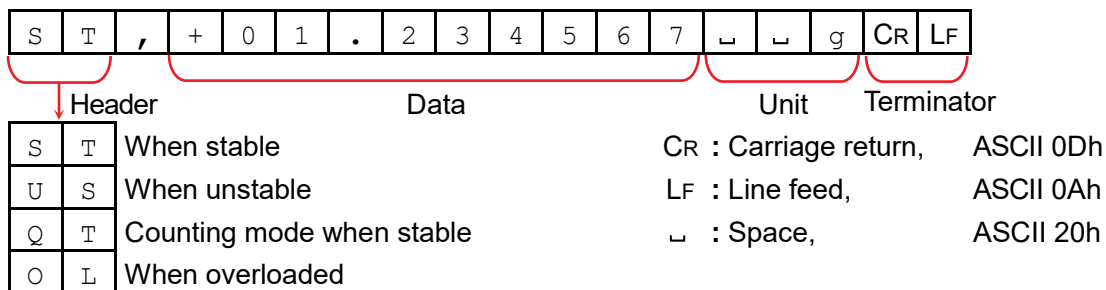 S T , + 0 1 . 2 3 4 5 6 7 ␣ ␣ g CR LF
Header Data Unit Terminator
S T When stable CR : Carriage return, ASCII 0Dh
U S When unstable LF : Line feed, ASCII 0Ah
Q T Counting mode when stable ␣ : Space, ASCII 20h
O L When overloaded